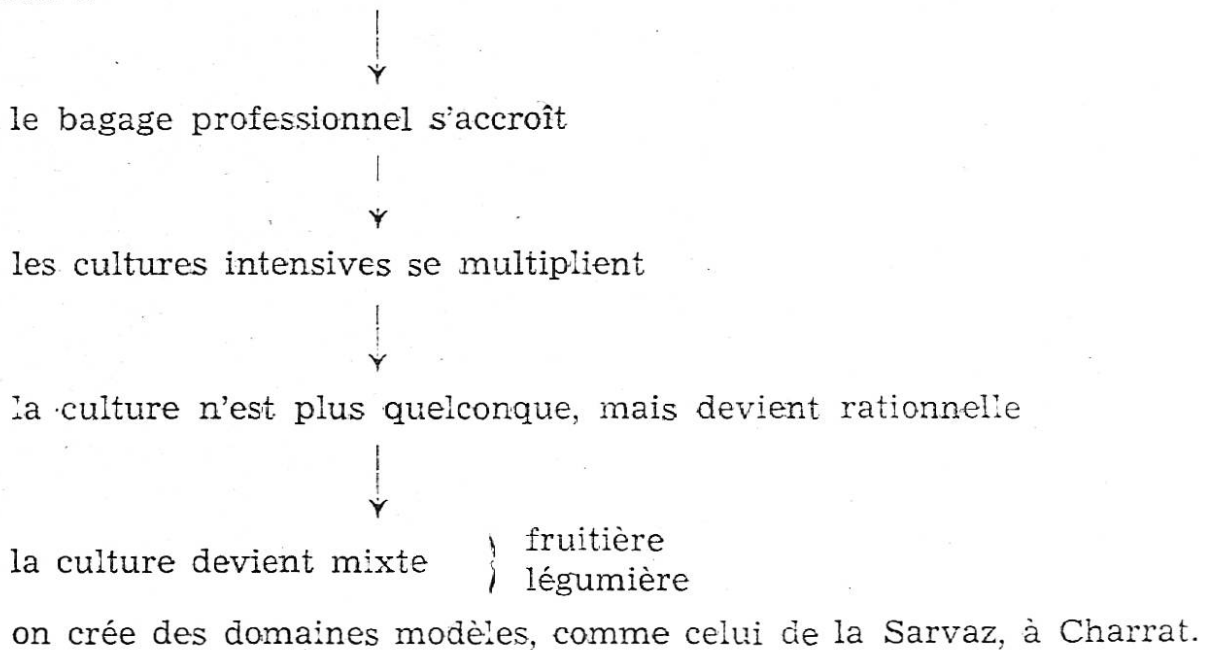 le bagage professionnel s'accroît
les cultures intensives se multiplient
la culture n'est plus quelconque, mais devient rationnelle
la culture devient mixte } fruitière
légumière
on crée des domaines modèles, comme celui de la Sarvaz, à Charrat.